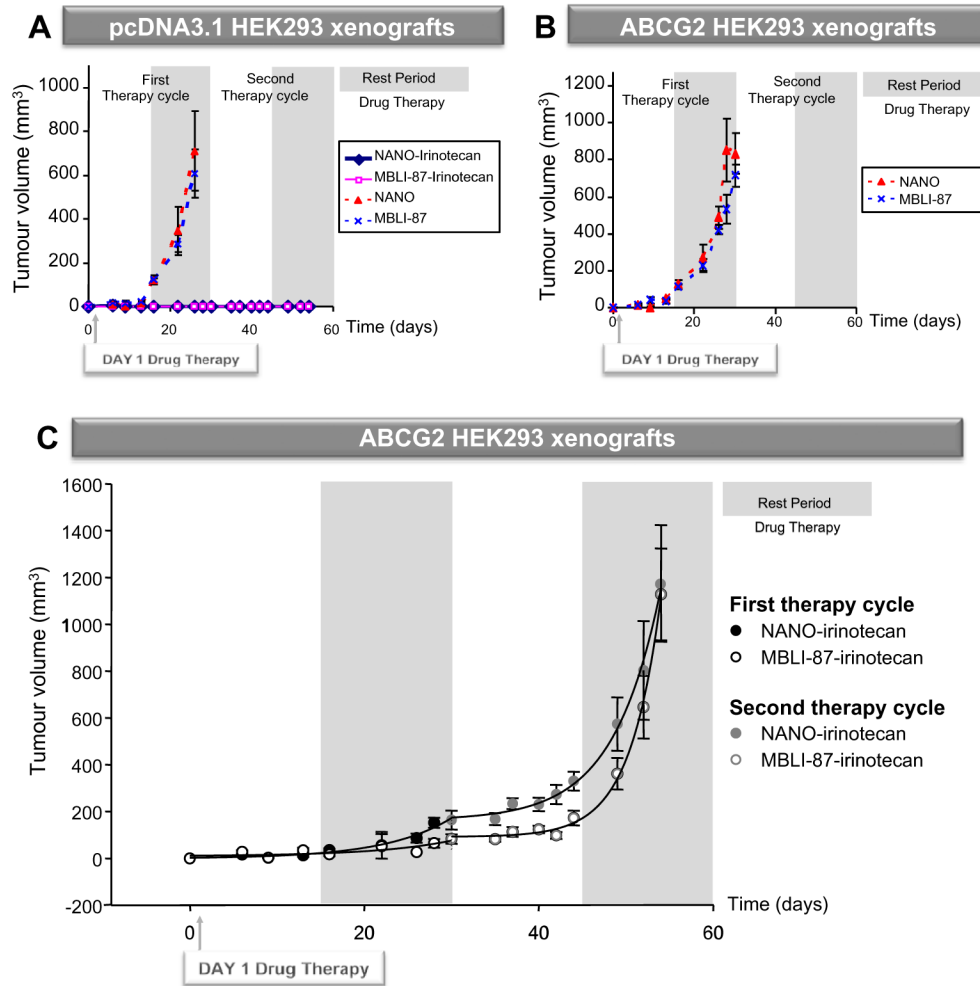 A
pcDNA3.1 HEK293 xenografts
Tumour volume (mm³)
1000
800
600
400
200
0
First
Therapy cycle
Second
Therapy cycle
0
20
40
60
Time (days)
DAY 1 Drug Therapy
Rest Period
Drug Therapy
NANO-Irinotecan
MBLI-87-Irinotecan
NANO
MBLI-87
B
ABCG2 HEK293 xenografts
Tumour volume (mm³)
1200
1000
800
600
400
200
0
First
Therapy cycle
Second
Therapy cycle
0
20
40
60
Time (days)
DAY 1 Drug Therapy
Rest Period
Drug Therapy
NANO
MBLI-87
C
ABCG2 HEK293 xenografts
Tumour volume (mm³)
1600
1400
1200
1000
800
600
400
200
0
-200
0
20
40
60
Time (days)
DAY 1 Drug Therapy
Rest Period
Drug Therapy
First therapy cycle
NANO-irinotecan
MBLI-87-irinotecan
Second therapy cycle
NANO-irinotecan
MBLI-87-irinotecan